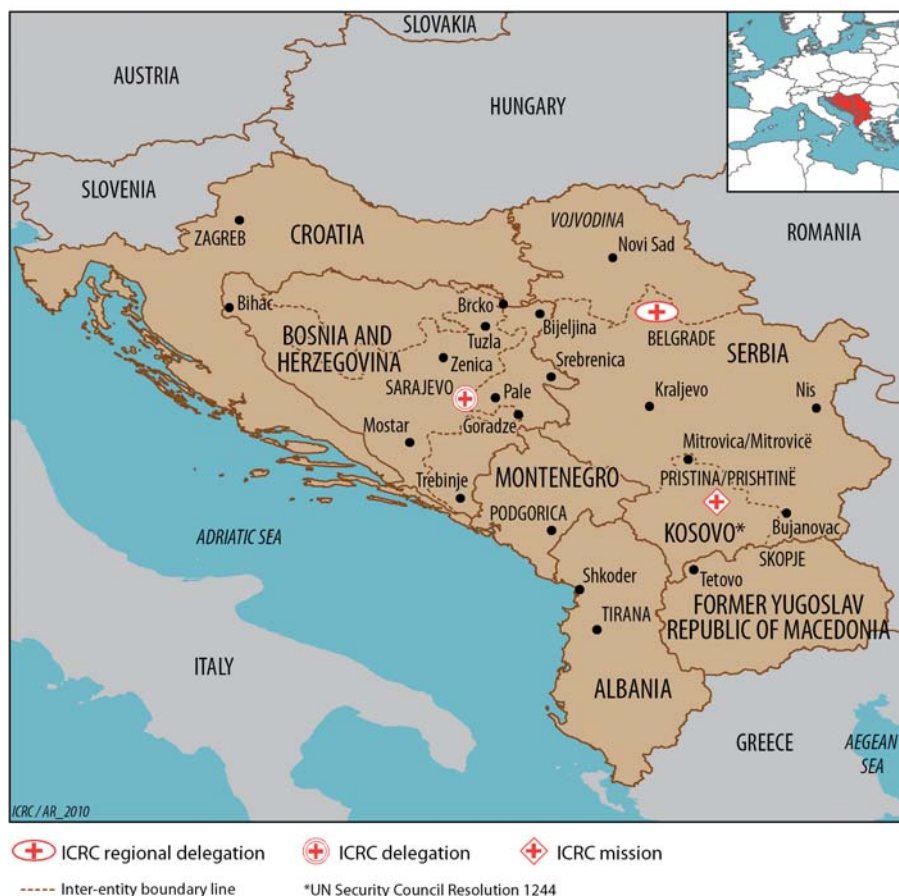 SLOVAKIA
AUSTRIA
HUNGARY
SLOVENIA
VOJVODINA
ROMANIA
ZAGREB
CROATIA
Novi Sad
Bihac
Brcko
Bijeljina
BELGRADE
BOSNIA AND
HERZEGOVINA
Tuzla
SERBIA
Zenica
Srebrenica
SARAJEVO
Pale
Kraljevo
Nis
Goradze
Mostar
Mitrovica/Mitrovicë
MONTENEGRO
PRISTINA/PRISHTINË
Trebinje
PODGORICA
Bujanovac
KOSOVO*
ADRIATIC SEA
SKOPJE
Shkoder
Tetovo
FORMER YUGOSLAV
REPUBLIC OF MACEDONIA
TIRANA
ITALY
ALBANIA
GREECE
AEGEAN
SEA
ICRC / AR_2010
ICRC regional delegation
ICRC delegation
ICRC mission
Inter-entity boundary line
*UN Security Council Resolution 1244